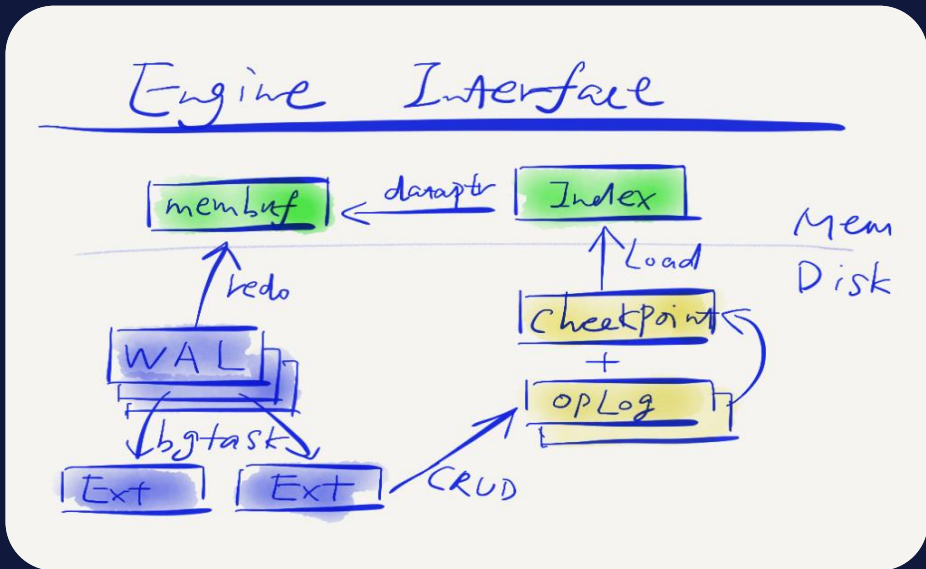 Engine Interface
membuf
dataptr
Index
Mem
redo
Load
Disk
WAL
CheckPoint
+
opLog
bgtask
Ext
Ext
CRUD